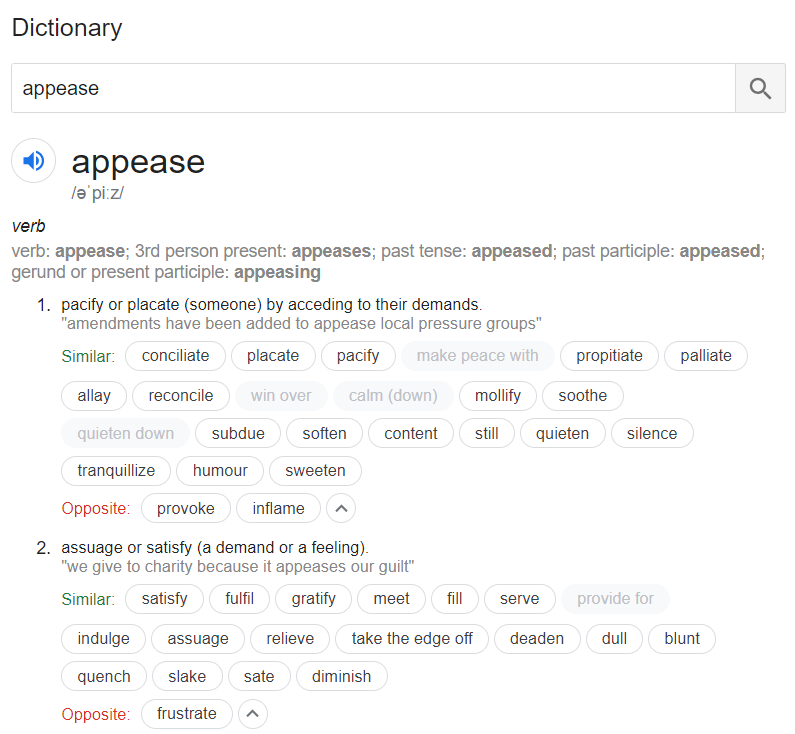 Dictionary
appease
appease
/əˈpiːz/
verb
verb: appease; 3rd person present: appeases; past tense: appeased; past participle: appeased;
gerund or present participle: appeasing
1. pacify or placate (someone) by acceding to their demands.
"amendments have been added to appease local pressure groups"
Similar: conciliate placate pacify make peace with propitiate palliate
allay reconcile win over calm (down) mollify soothe
quieten down subdue soften content still quieten silence
tranquillize humour sweeten
Opposite: provoke inflame
2. assuage or satisfy (a demand or a feeling).
"we give to charity because it appeases our guilt"
Similar: satisfy fulfil gratify meet fill serve provide for
indulge assuage relieve take the edge off deaden dull blunt
quench slake sate diminish
Opposite: frustrate